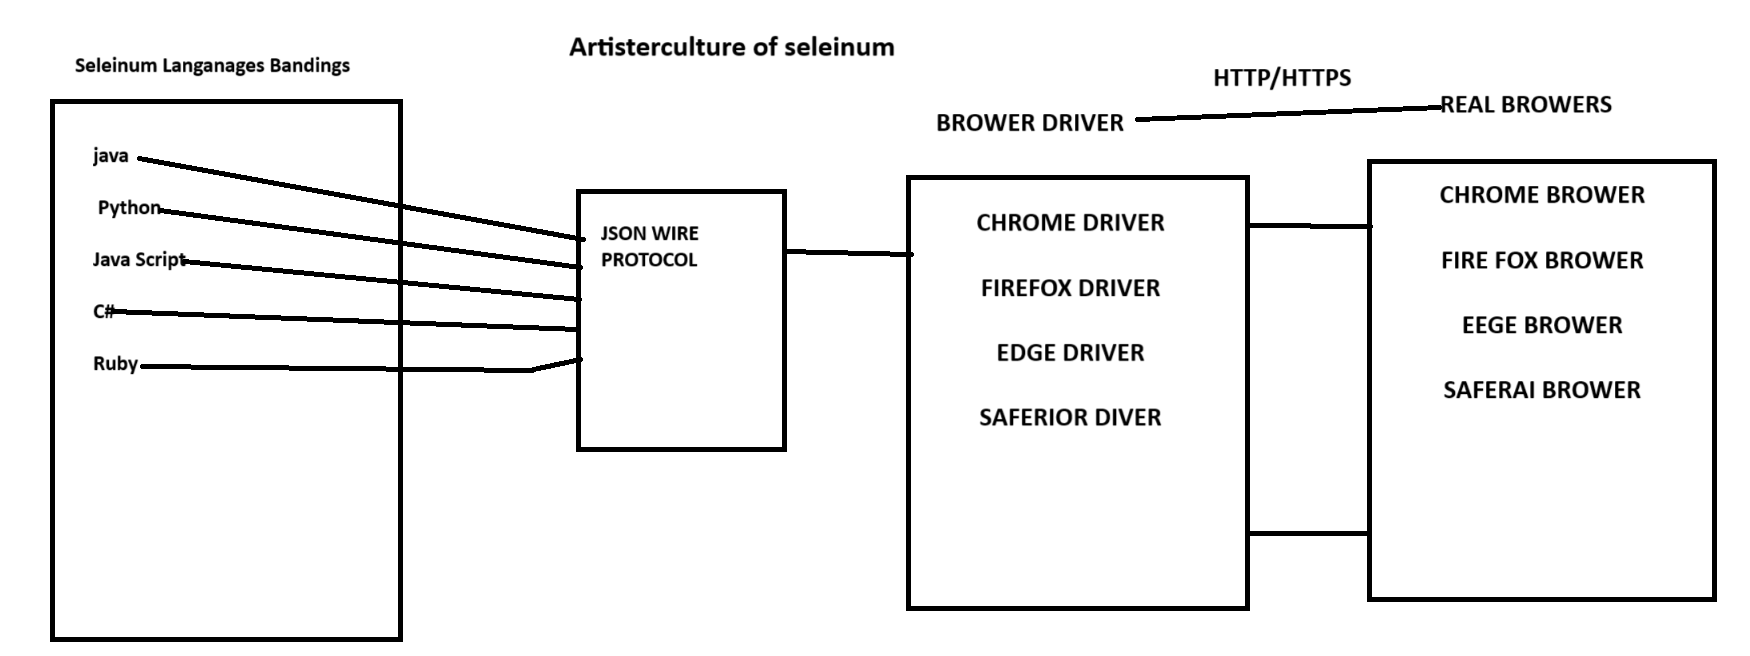 Artisterculture of seleinum
Seleinum Langanages Bandings
java
Python
Java Script
C#
Ruby
JSON WIRE
PROTOCOL
HTTP/HTTPS
BROWER DRIVER
REAL BROWERS
CHROME DRIVER
FIREFOX DRIVER
EDGE DRIVER
SAFERIOR DIVER
CHROME BROWER
FIRE FOX BROWER
EEGE BROWER
SAFERAI BROWER